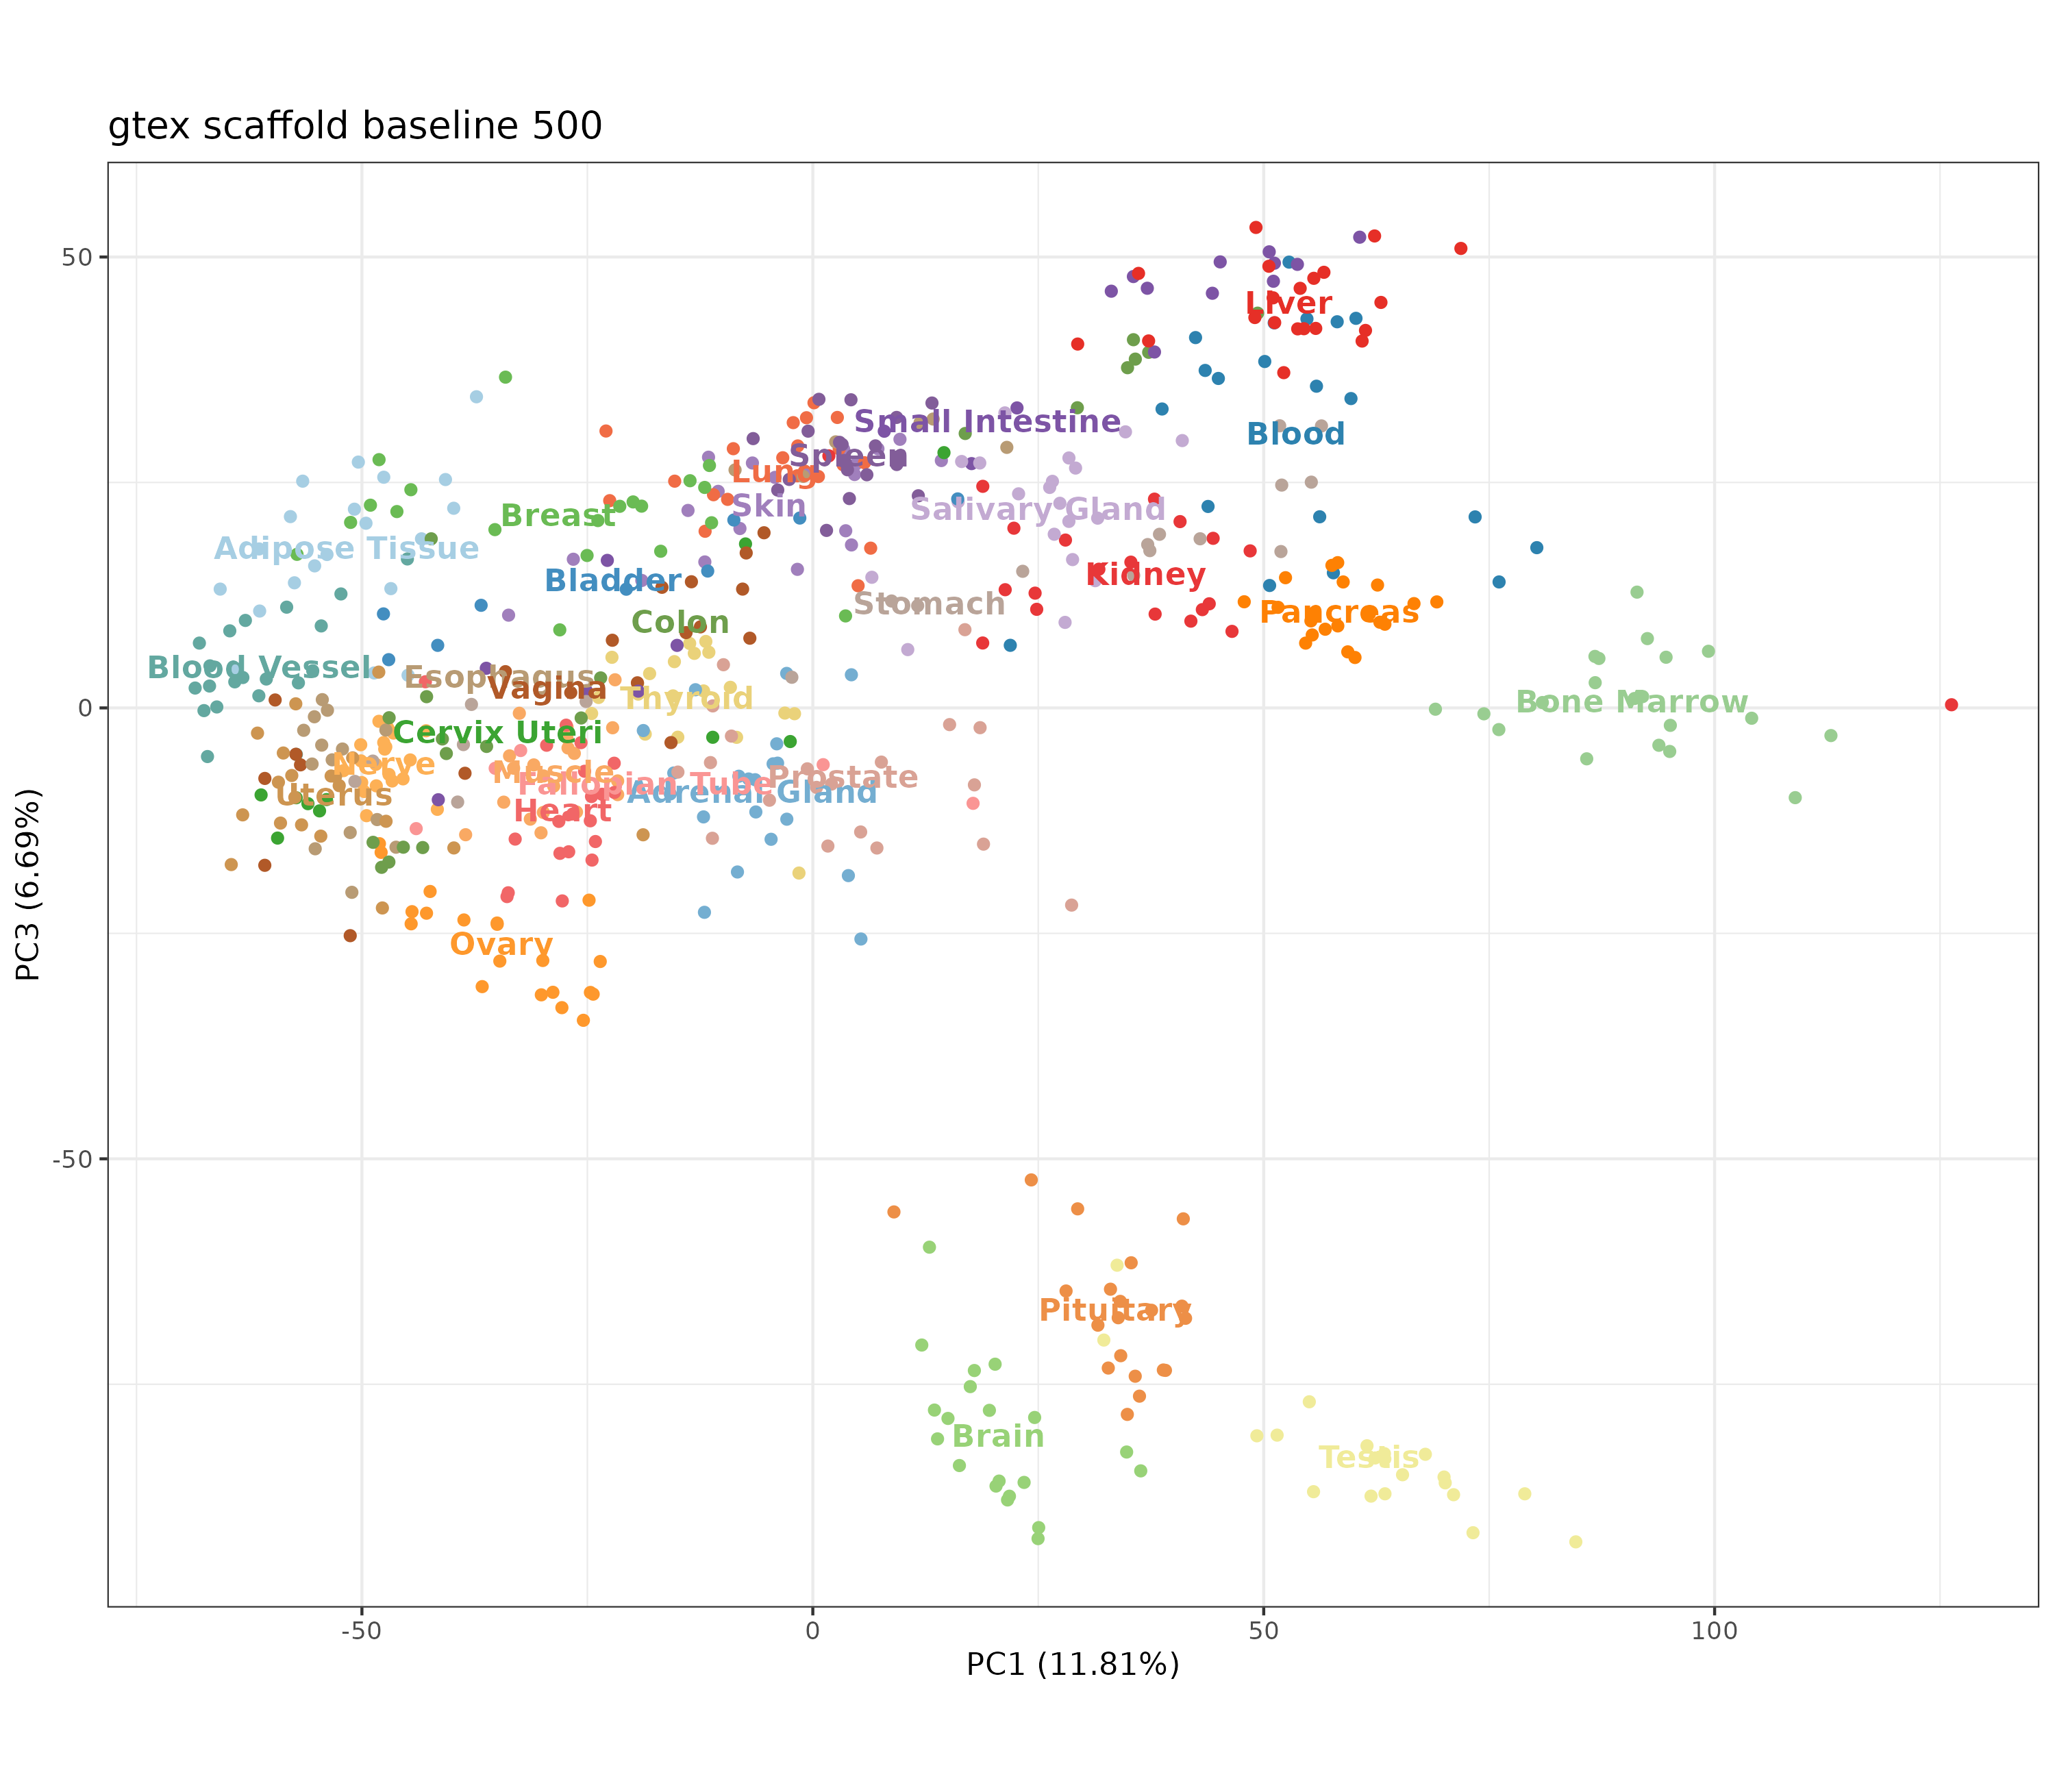 gtex scaffold baseline 500
50
Liver
Small Intestine
Blood
Spleen
Lung
Skin
Salivary Gland
Breast
Adipose Tissue
Kidney
Bladder
Stomach
Pancreas
Colon
Blood Vessel
Esophagus
Vagina
Thyroid
Bone Marrow
0
Cervix Uteri
Nerve
Muscle
Prostate
Fallopian Tube
Adrenal Gland
Uterus
Heart
PC3 (6.69%)
Ovary
-50
Pituitary
Brain
Testis
-50
0
50
100
PC1 (11.81%)